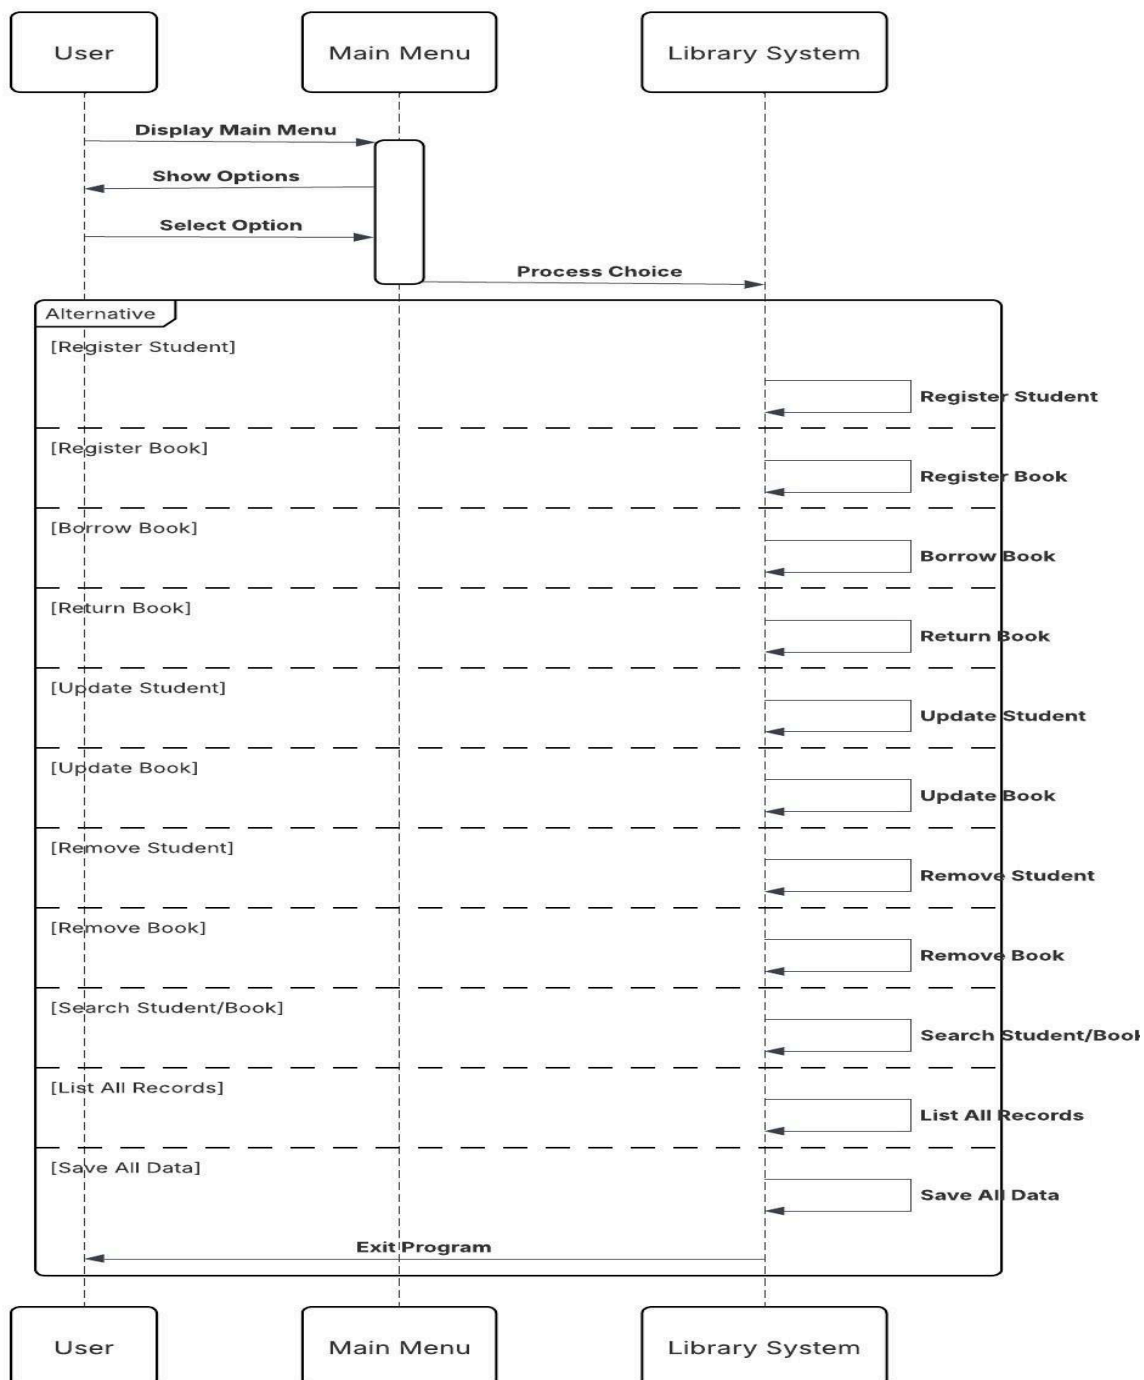 User
Main Menu
Library System
Display Main Menu
Show Options
Select Option
Process Choice
Alternative
[Register Student]
Register Student
[Register Book]
Register Book
[Borrow Book]
Borrow Book
[Return Book]
Return Book
[Update Student]
Update Student
[Update Book]
Update Book
[Remove Student]
Remove Student
[Remove Book]
Remove Book
[Search Student/Book]
Search Student/Book
[List All Records]
List All Records
[Save All Data]
Save All Data
Exit Program
User
Main Menu
Library System